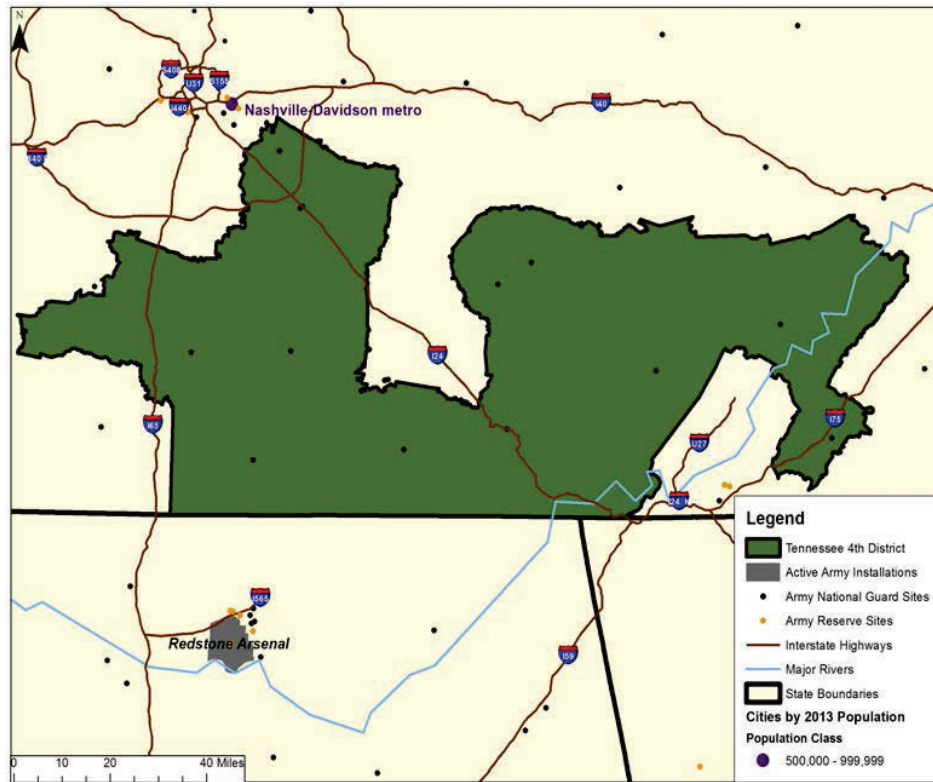 N
S408
U31
S155
I440
Nashville-Davidson metro
I40
I24
I65
I75
U27
I24
I565
Redstone Arsenal
I59
0 10 20 40 Miles
Legend
Tennessee 4th District
Active Army Installations
Army National Guard Sites
Army Reserve Sites
Interstate Highways
Major Rivers
State Boundaries
Cities by 2013 Population
Population Class
500,000 - 999,999